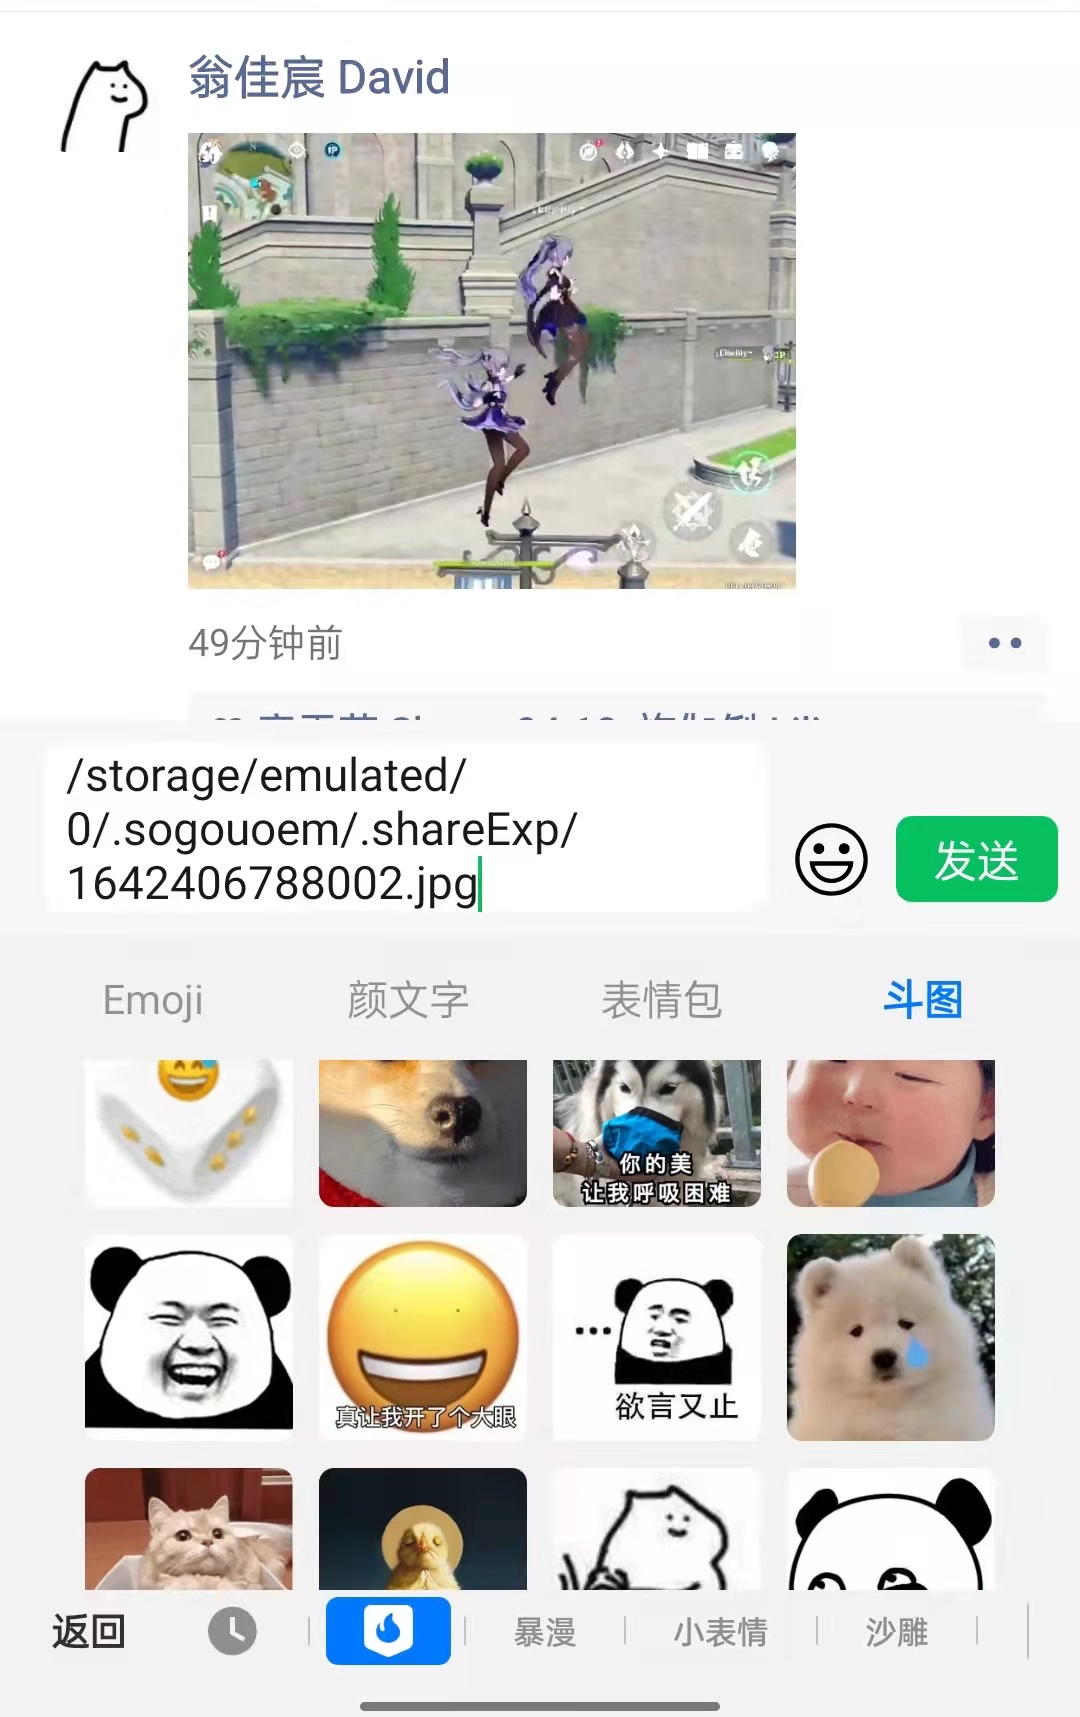 翁佳宸 David
49分钟前
/storage/emulated/
0/.sogouoem/.shareExp/
1642406788002.jpg
发送
Emoji
颜文字
表情包
斗图
你的美
让我呼吸困难
真让我开了个大眼
...
欲言又止
返回
暴漫
小表情
沙雕